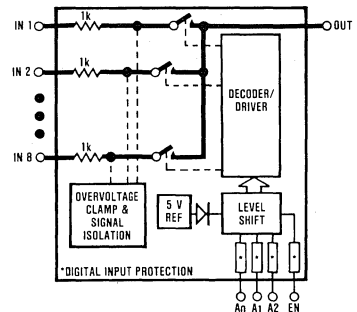 IN 1
1k
OUT
IN 2
1k
DECODER/
DRIVER
IN 8
1k
OVERVOLTAGE
CLAMP &
SIGNAL
ISOLATION
5 V
REF
LEVEL
SHIFT
*
*
*
*
*DIGITAL INPUT PROTECTION
A0 A1 A2 EN